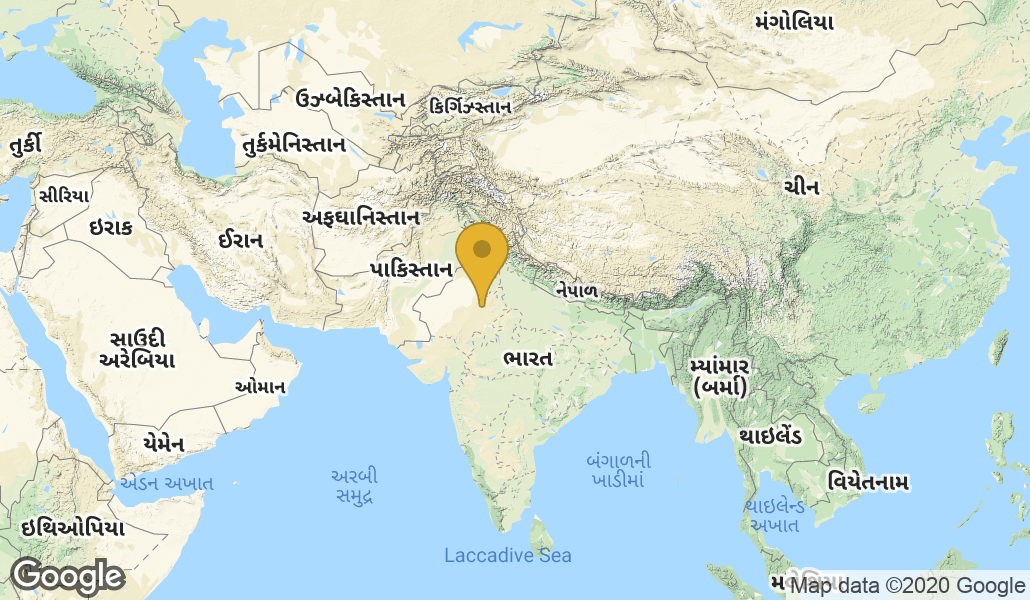 મંગોલિયા
ઉઝ્બેકિસ્તાન
કિર્ગિઝ્સ્તાન
તુર્કી
તુર્કમેનિસ્તાન
સીરિયા
ચીન
ઇરાક
અફઘાનિસ્તાન
ઈરાન
પાકિસ્તાન
નેપાળ
સાઉદી
અરેબિયા
ભારત
મ્યાંમાર
(બર્મા)
ઓમાન
યેમેન
થાઇલેંડ
એડન અખાત
અરબી
સમુદ્ર
બંગાળની
ખાડીમાં
વિયેતનામ
થાઇલેન્ડ
અખાત
ઇથિઓપિયા
Laccadive Sea
Google
Map data ©2020 Google